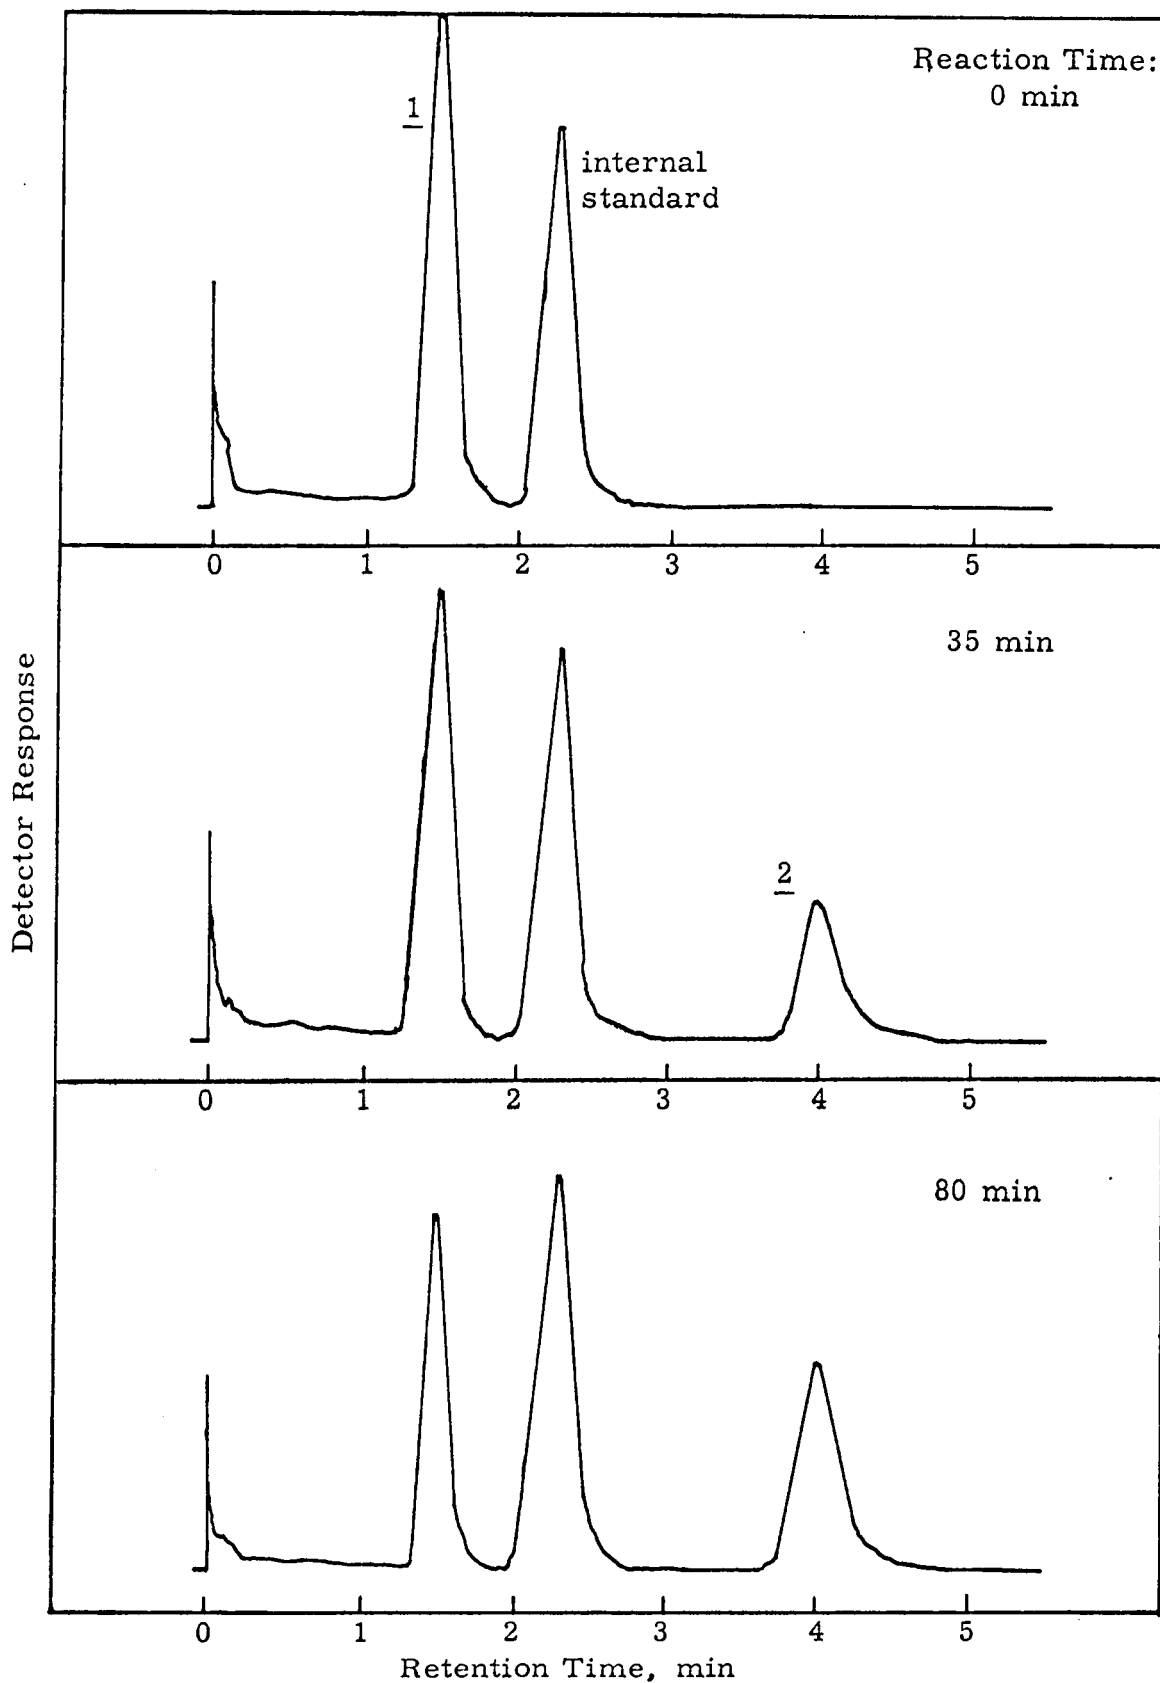 Reaction Time:
0 min
1
internal
standard
0 1 2 3 4 5
35 min
2
0 1 2 3 4 5
80 min
0 1 2 3 4 5
Retention Time, min
Detector Response